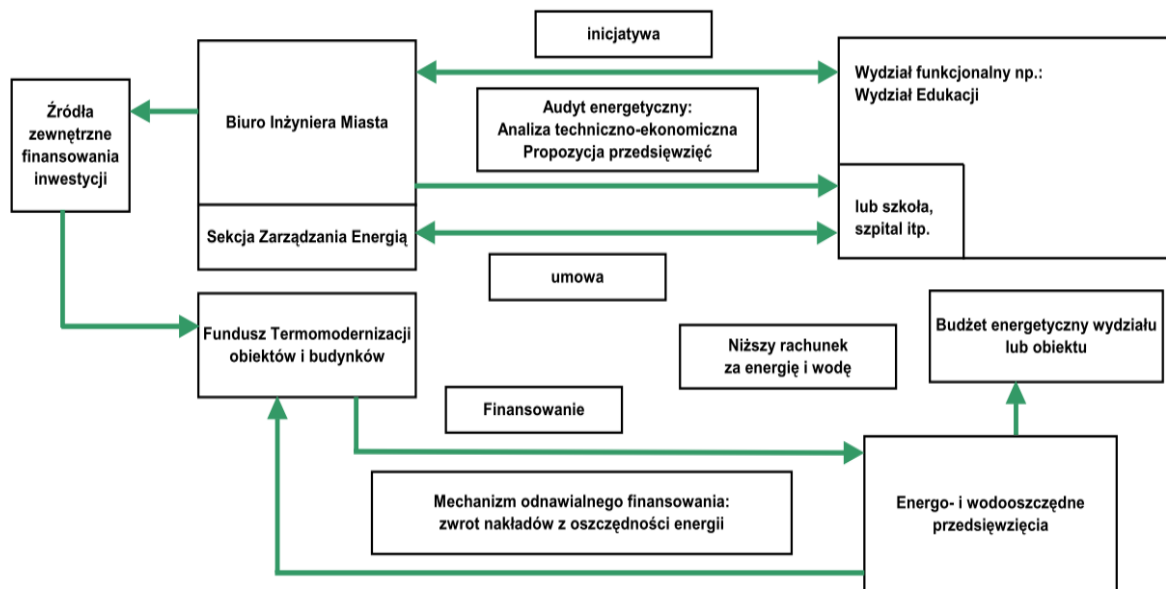 inicjatywa
Źródła
zewnętrzne
finansowania
inwestycji
Biuro Inżyniera Miasta
Sekcja Zarządzania Energią
Audyt energetyczny:
Analiza techniczno-ekonomiczna
Propozycja przedsięwzięć
Wydział funkcjonalny np.:
Wydział Edukacji
lub szkoła,
szpital itp.
umowa
Fundusz Termomodernizacji
obiektów i budynków
Niższy rachunek
za energię i wodę
Budżet energetyczny wydziału
lub obiektu
Finansowanie
Mechanizm odnawialnego finansowania:
zwrot nakładów z oszczędności energii
Energo- i wodooszczędne
przedsięwzięcia